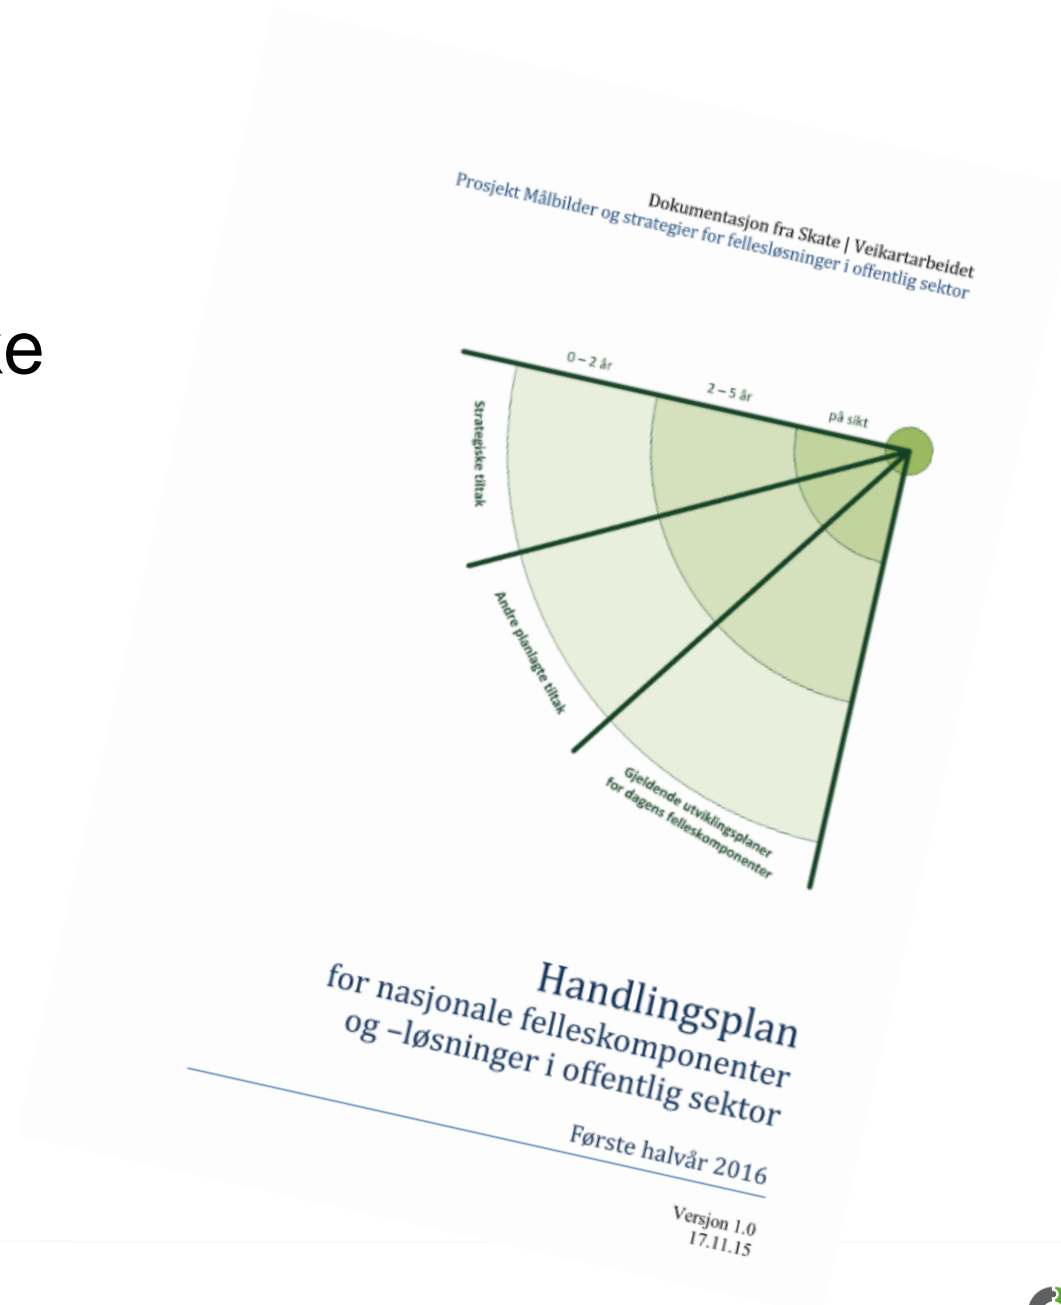 Dokumentasjon fra Skate | Veikartarbeidet
Prosjekt Målbilder og strategier for fellesløsninger i offentlig sektor
0 – 2 år
2 – 5 år
på sikt
Strategiske tiltak
Andre planlagte tiltak
Gjeldende utviklingsplaner
for dagens felleskomponenter
Handlingsplan
for nasjonale felleskomponenter
og –løsninger i offentlig sektor
Første halvår 2016
Versjon 1.0
17.11.15